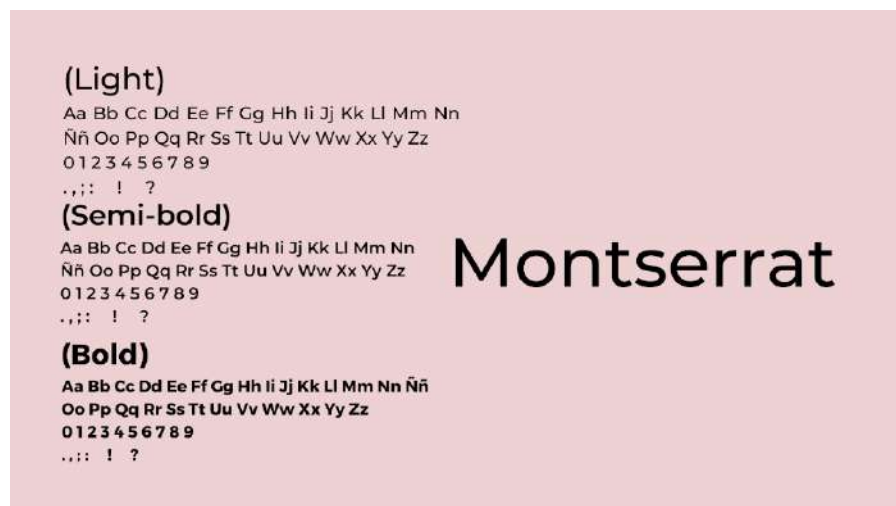 (Light)
Aa Bb Cc Dd Ee Ff Gg Hh Ii Jj Kk Ll Mm Nn
Ññ Oo Pp Qq Rr Ss Tt Uu Vv Ww Xx Yy Zz
0 1 2 3 4 5 6 7 8 9
. , ; : ! ?
(Semi-bold)
Aa Bb Cc Dd Ee Ff Gg Hh Ii Jj Kk Ll Mm Nn
Ññ Oo Pp Qq Rr Ss Tt Uu Vv Ww Xx Yy Zz
0 1 2 3 4 5 6 7 8 9
. , ; : ! ?
(Bold)
Aa Bb Cc Dd Ee Ff Gg Hh Ii Jj Kk Ll Mm Nn Ññ
Oo Pp Qq Rr Ss Tt Uu Vv Ww Xx Yy Zz
0 1 2 3 4 5 6 7 8 9
. , ; : ! ?
Montserrat